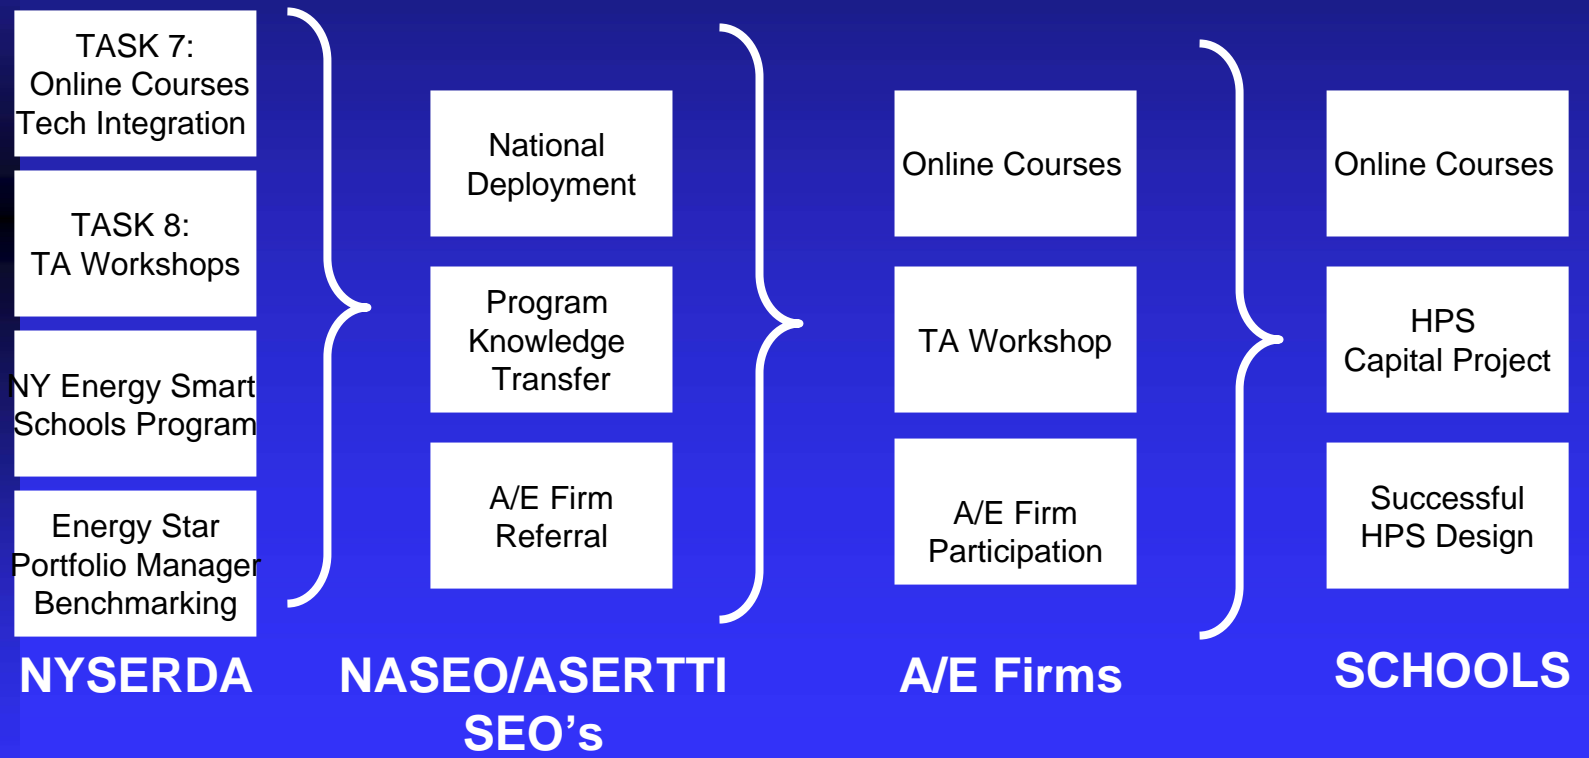 TASK 7:
Online Courses
Tech Integration
TASK 8:
TA Workshops
NY Energy Smart
Schools Program
Energy Star
Portfolio Manager
Benchmarking
NYSERDA
National
Deployment
Program
Knowledge
Transfer
A/E Firm
Referral
NASEO/ASERTTI
SEO’s
Online Courses
TA Workshop
A/E Firm
Participation
A/E Firms
Online Courses
HPS
Capital Project
Successful
HPS Design
SCHOOLS